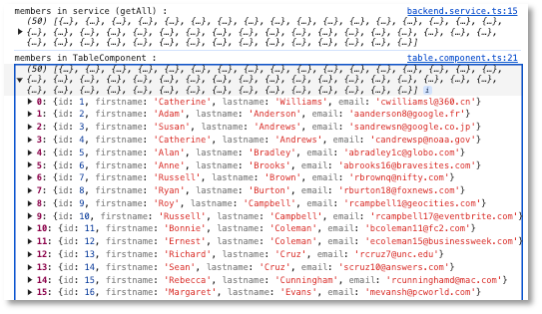 members in service (getAll) : backend.service.ts:15
(50) [{…}, {…}, {…}, {…}, {…}, {…}, {…}, {…}, {…}, {…}, {…}, {…},
{…}, {…}, {…}, {…}, {…}, {…}, {…}, {…}, {…}, {…}, {…}, {…}, {…}, {…},
{…}, {…}, {…}, {…}, {…}, {…}, {…}, {…}, {…}, {…}, {…}, {…}, {…},
{…}, {…}, {…}, {…}, {…}, {…}, {…}, {…}, {…}, {…}]
members in TableComponent : table.component.ts:21
(50) [{…}, {…}, {…}, {…}, {…}, {…}, {…}, {…}, {…}, {…}, {…}, {…},
{…}, {…}, {…}, {…}, {…}, {…}, {…}, {…}, {…}, {…}, {…}, {…}, {…}, {…},
{…}, {…}, {…}, {…}, {…}, {…}, {…}, {…}, {…}, {…}, {…}, {…}, {…},
{…}, {…}, {…}, {…}, {…}, {…}, {…}, {…}, {…}, {…}] i
0: {id: 1, firstname: 'Catherine', lastname: 'Williams', email: 'cwilliamsl@360.cn'}
1: {id: 2, firstname: 'Adam', lastname: 'Anderson', email: 'aanderson8@google.fr'}
2: {id: 3, firstname: 'Susan', lastname: 'Andrews', email: 'sandrewsn@google.co.jp'}
3: {id: 4, firstname: 'Catherine', lastname: 'Andrews', email: 'candrewsp@noaa.gov'}
4: {id: 5, firstname: 'Alan', lastname: 'Bradley', email: 'abradley1c@globo.com'}
5: {id: 6, firstname: 'Anne', lastname: 'Brooks', email: 'abrooks16@bravesites.com'}
6: {id: 7, firstname: 'Russell', lastname: 'Brown', email: 'rbrownq@nifty.com'}
7: {id: 8, firstname: 'Ryan', lastname: 'Burton', email: 'rburton18@foxnews.com'}
8: {id: 9, firstname: 'Roy', lastname: 'Campbell', email: 'rcampbell1@geocities.com'}
9: {id: 10, firstname: 'Russell', lastname: 'Campbell', email: 'rcampbell17@eventbrite.com'}
10: {id: 11, firstname: 'Bonnie', lastname: 'Coleman', email: 'bcoleman11@fc2.com'}
11: {id: 12, firstname: 'Ernest', lastname: 'Coleman', email: 'ecoleman15@businessweek.com'}
12: {id: 13, firstname: 'Richard', lastname: 'Cruz', email: 'rcruz7@unc.edu'}
13: {id: 14, firstname: 'Sean', lastname: 'Cruz', email: 'scruz10@answers.com'}
14: {id: 15, firstname: 'Rebecca', lastname: 'Cunningham', email: 'rcunninghamd@mac.com'}
15: {id: 16, firstname: 'Margaret', lastname: 'Evans', email: 'mevansh@pcworld.com'}